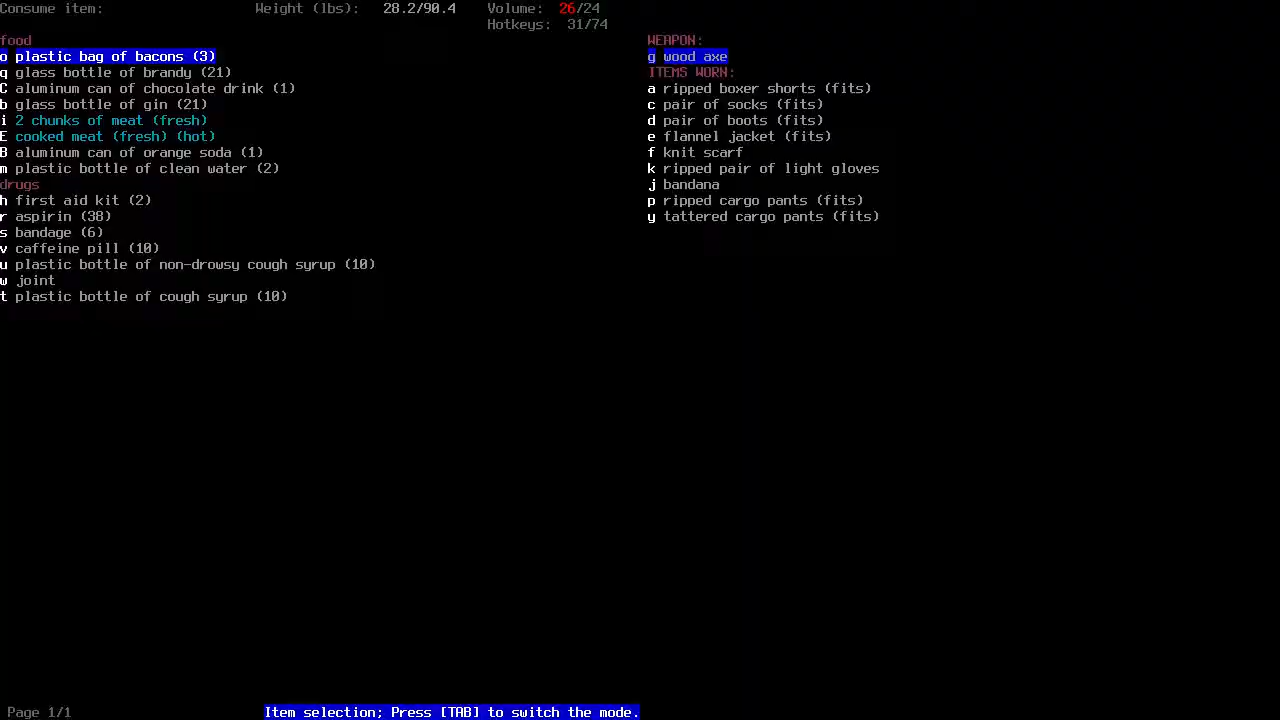 Consume item: Weight (lbs): 28.2/90.4 Volume: 26/24
Hotkeys: 31/74
food
o plastic bag of bacons (3)
q glass bottle of brandy (21)
C aluminum can of chocolate drink (1)
b glass bottle of gin (21)
i 2 chunks of meat (fresh)
E cooked meat (fresh) (hot)
B aluminum can of orange soda (1)
m plastic bottle of clean water (2)
drugs
h first aid kit (2)
r aspirin (38)
s bandage (6)
v caffeine pill (10)
u plastic bottle of non-drowsy cough syrup (10)
w joint
t plastic bottle of cough syrup (10)
WEAPON:
g wood axe
ITEMS WORN:
a ripped boxer shorts (fits)
c pair of socks (fits)
d pair of boots (fits)
e flannel jacket (fits)
f knit scarf
k ripped pair of light gloves
j bandana
p ripped cargo pants (fits)
y tattered cargo pants (fits)
Page 1/1 Item selection; Press [TAB] to switch the mode.